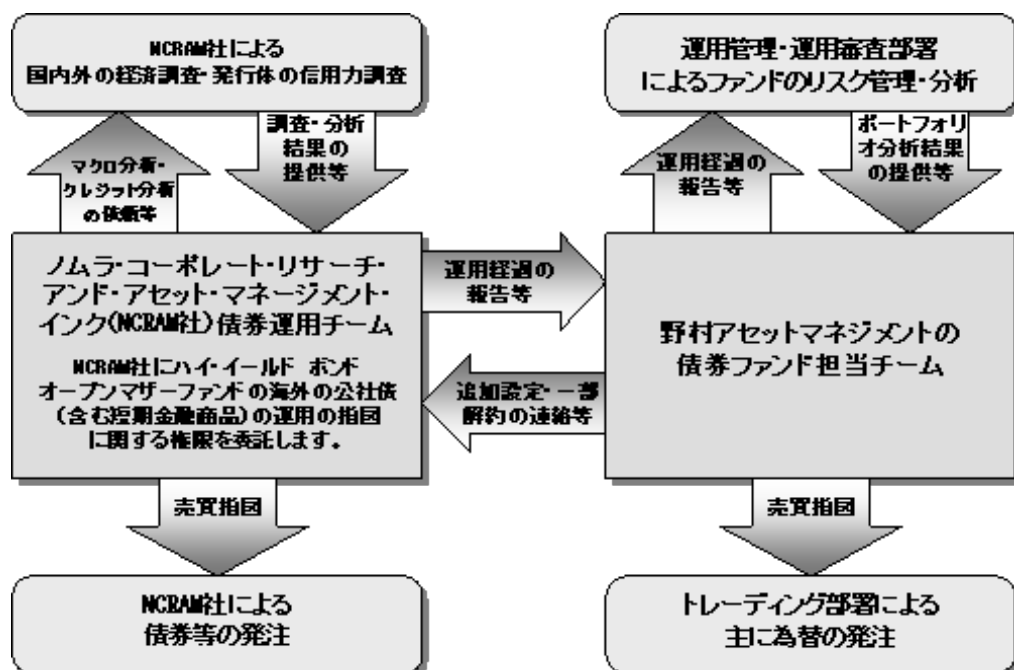 NCRAM社による
国内外の経済調査・発行体の信用力調査
運用管理・運用審査部署
によるファンドのリスク管理・分析
マクロ分析・
クレジット分析
の依頼等
調査・分析
結果の
提供等
運用経過の
報告等
ポートフォリ
オ分析結果
の提供等
ノムラ・コーポレート・リサーチ・
アンド・アセット・マネージメント・
インク(NCRAM社)債券運用チーム
NCRAM社にハイ・イールド ボンド
オープンマザーファンドの海外の公社債
(含む短期金融商品)の運用の指図
に関する権限を委託します。
運用経過の
報告等
追加設定・一部
解約の連絡等
野村アセットマネジメントの
債券ファンド担当チーム
売買指図
売買指図
NCRAM社による
債券等の発注
トレーディング部署による
主に為替の発注